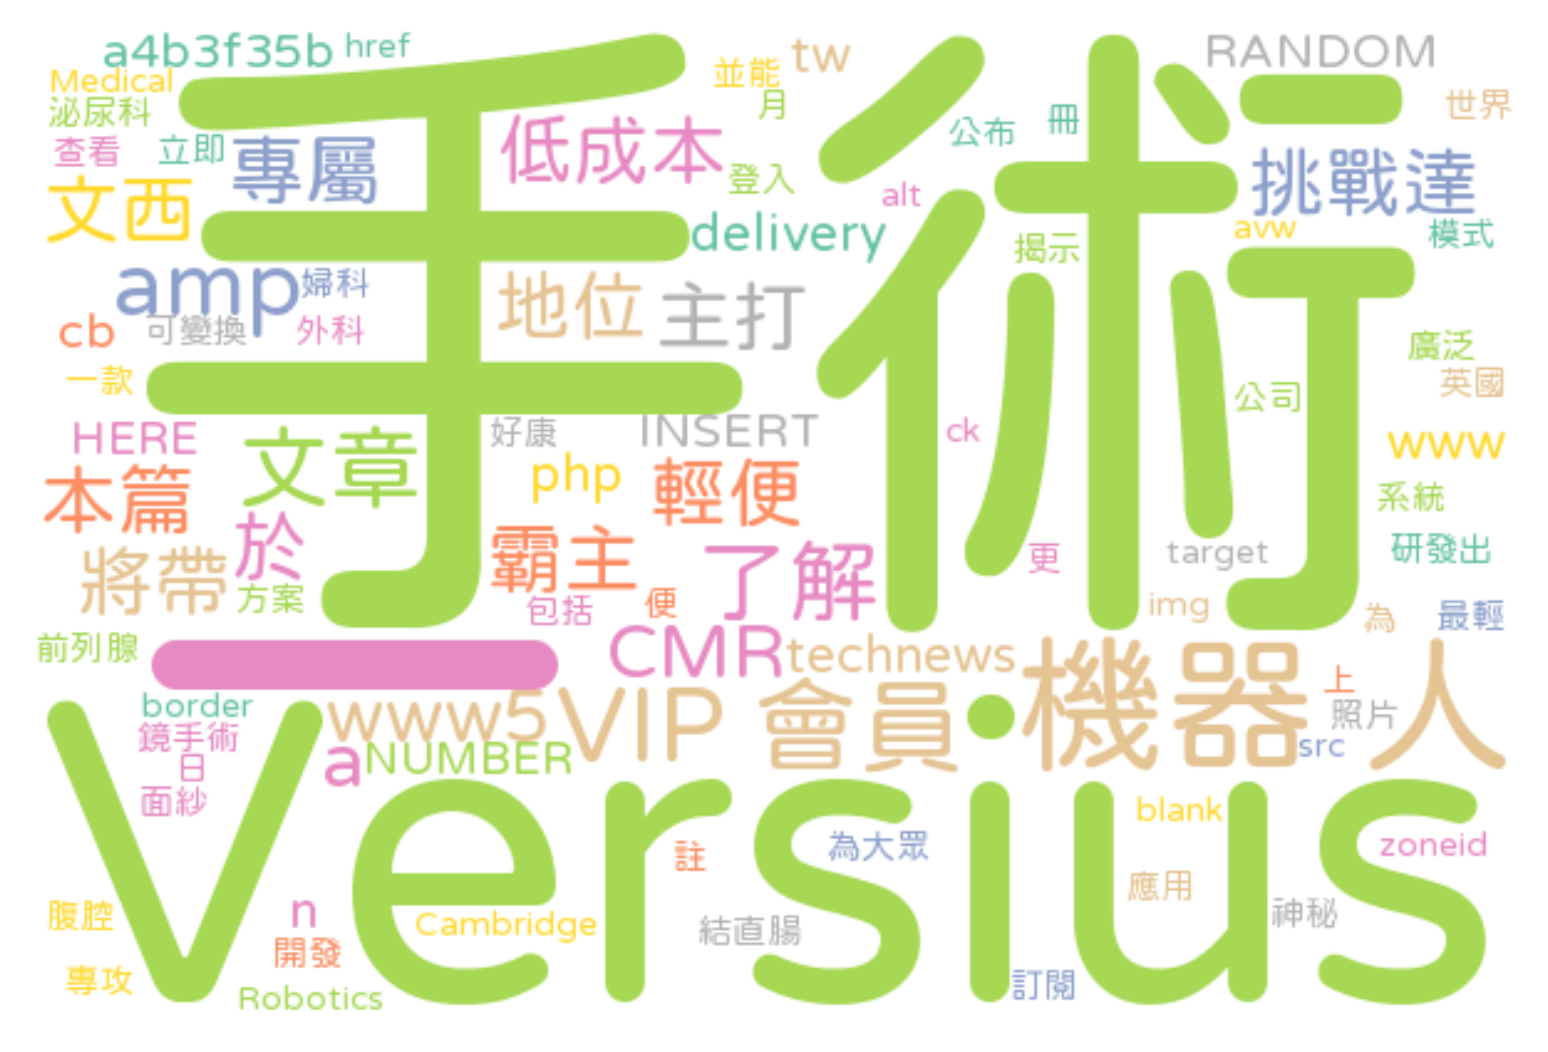 a4b3f35b
href
Medical
泌尿科
查看
立即
專屬
文西
amp
婦科
cb
可變換
外科
一款
手術
低成本
並能
tw
月
登入
delivery
alt
公布
冊
RANDOM
世界
挑戰達
揭示
avw
模式
地位
主打
廣泛
英國
公司
HERE
文章
好康
INSERT
ck
www
本篇
php
輕便
系統
於
將帶
方案
霸主
了解
包括
便
更
target
研發出
img
為
最輕
前列腺
一
CMR
technews
機器人
上
照片
src
border
www5
VIP
會員
鏡手術
日
面紗
a
NUMBER
Versius
blank
zoneid
註
為大眾
應用
神秘
腹腔
n
Cambridge
結直腸
開發
專攻
Robotics
訂閱